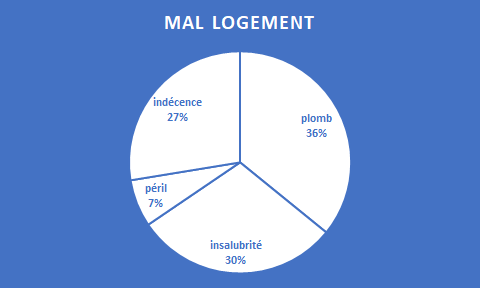 MAL LOGEMENT
indécence
27%
plomb
36%
péril
7%
insalubrité
30%